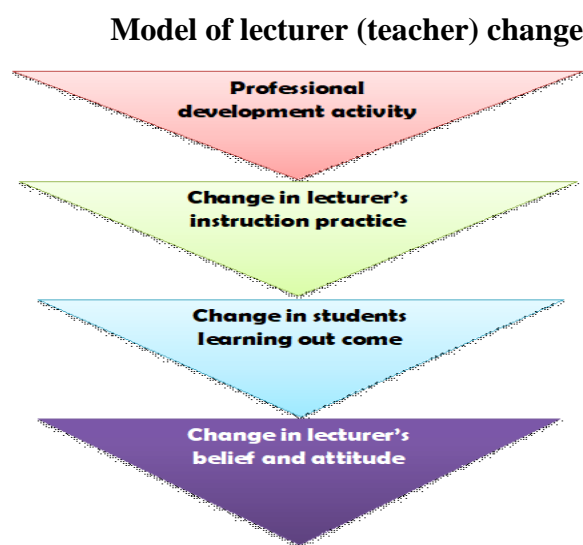 Model of lecturer (teacher) change
Professional
development activity
Change in lecturer's
instruction practice
Change in students
learning out come
Change in lecturer's
belief and attitude